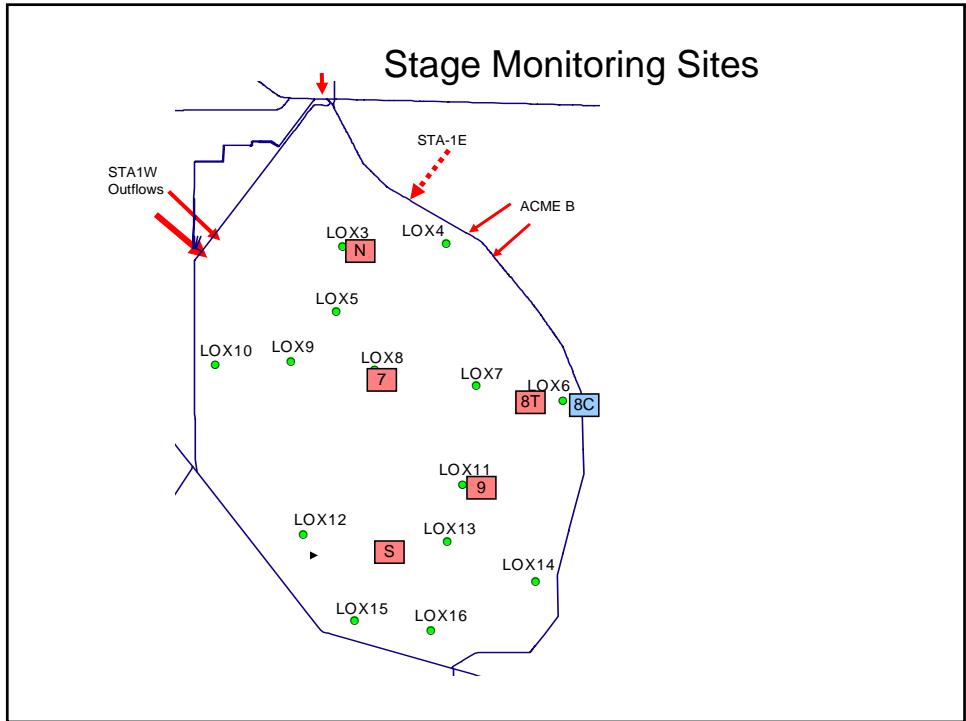 Stage Monitoring Sites
STA-1E
STA1W
Outflows
ACME B
LOX3
LOX4
N
LOX5
LOX10
LOX9
LOX8
7
LOX7
LOX6
8T
8C
LOX11
9
LOX12
LOX13
S
LOX14
LOX15
LOX16